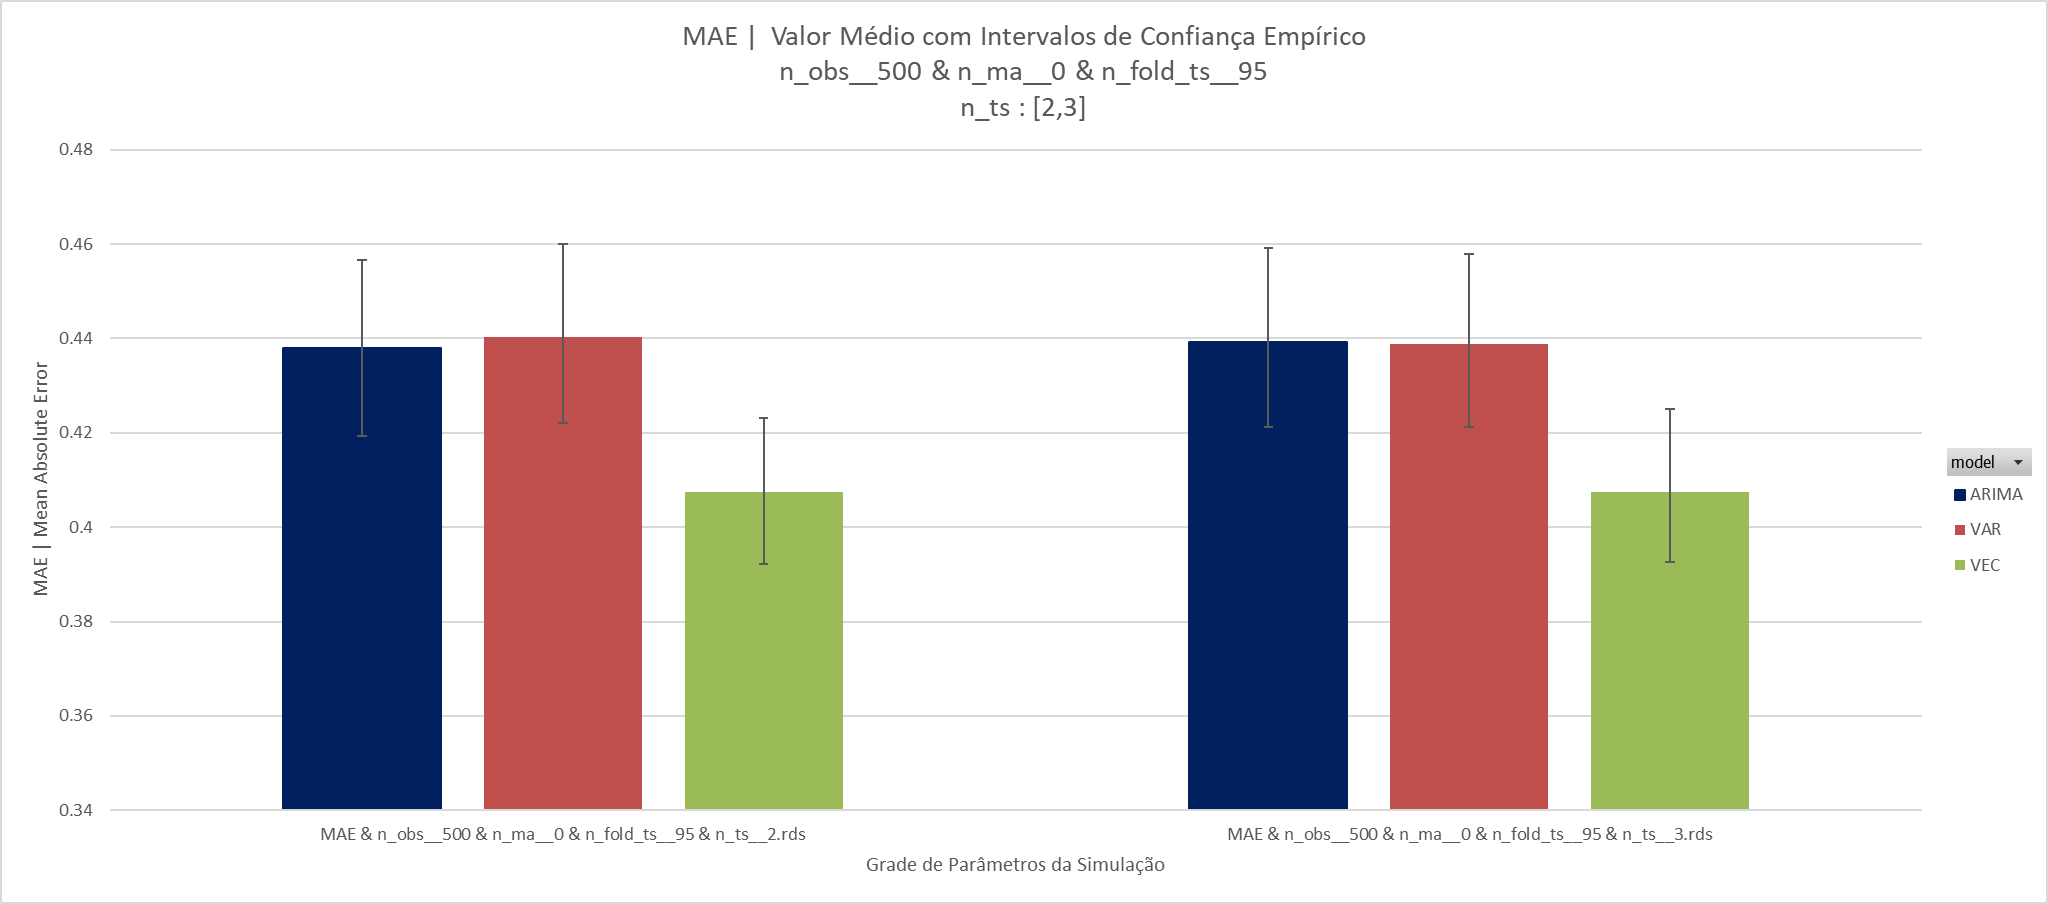 MAE |  Valor Médio com Intervalos de Confiança Empírico
n_obs__500 & n_ma__0 & n_fold_ts__95
n_ts : [2,3]
MAE | Mean Absolute Error
0.48
0.46
0.44
0.42
0.4
0.38
0.36
0.34
MAE & n_obs__500 & n_ma__0 & n_fold_ts__95 & n_ts__2.rds
MAE & n_obs__500 & n_ma__0 & n_fold_ts__95 & n_ts__3.rds
Grade de Parâmetros da Simulação
model
ARIMA
VAR
VEC